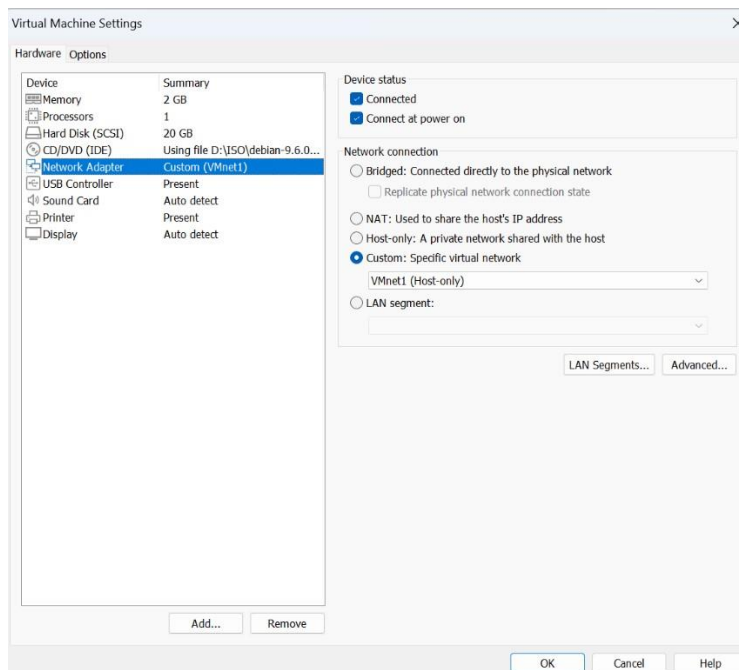 Virtual Machine Settings
Hardware Options
Device Summary
Memory 2 GB
Processors 1
Hard Disk (SCSI) 20 GB
CD/DVD (IDE) Using file D:\ISO\debian-9.6.0...
Network Adapter Custom (VMnet1)
USB Controller Present
Sound Card Auto detect
Printer Present
Display Auto detect
Add... Remove
Device status
Connected
Connect at power on
Network connection
Bridged: Connected directly to the physical network
Replicate physical network connection state
NAT: Used to share the host's IP address
Host-only: A private network shared with the host
Custom: Specific virtual network
VMnet1 (Host-only)
LAN segment:
LAN Segments... Advanced...
OK Cancel Help